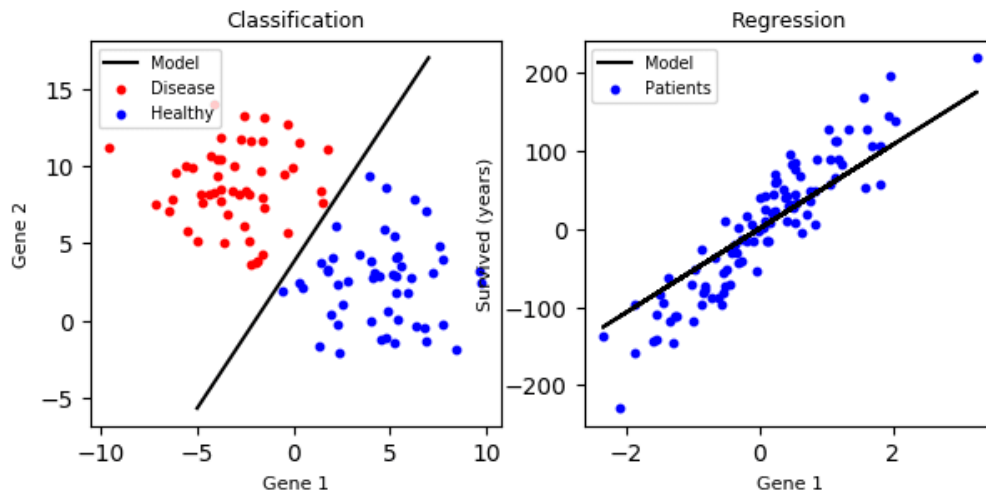 Classification
Model
Disease
Healthy
15
10
5
0
−5
Gene 2
−10
−5
0
5
10
Gene 1
Regression
Model
Patients
200
100
0
−100
−200
Survived (years)
−2
0
2
Gene 1